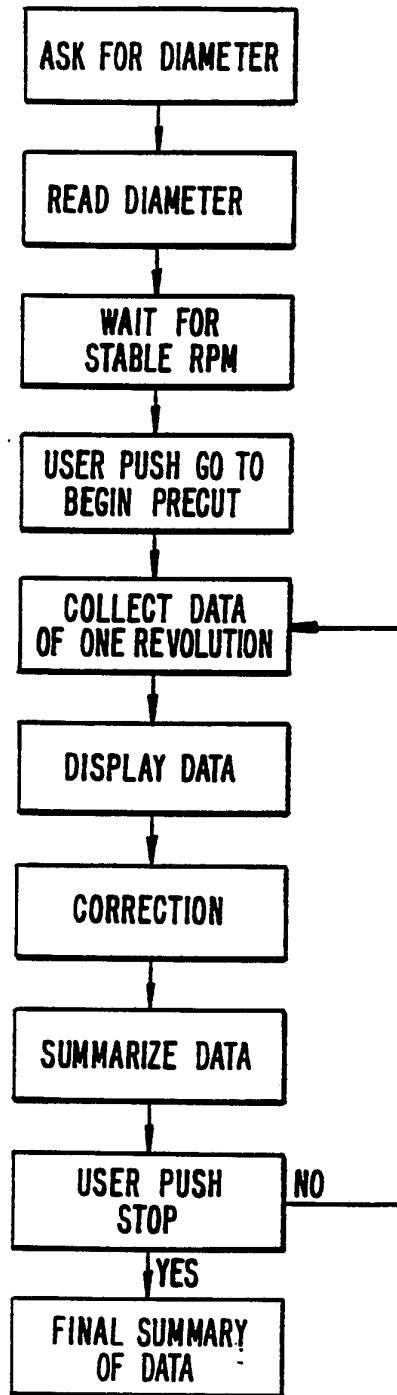 ASK FOR DIAMETER
READ DIAMETER
WAIT FOR
STABLE RPM
USER PUSH GO TO
BEGIN PRECUT
COLLECT DATA
OF ONE REVOLUTION
DISPLAY DATA
CORRECTION
SUMMARIZE DATA
USER PUSH
STOP
NO
YES
FINAL SUMMARY
OF DATA